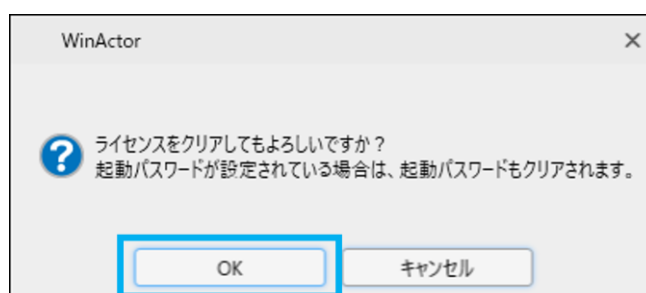 WinActor
ライセンスをクリアしてもよろしいですか？
起動パスワードが設定されている場合は、起動パスワードもクリアされます。
OK
キャンセル